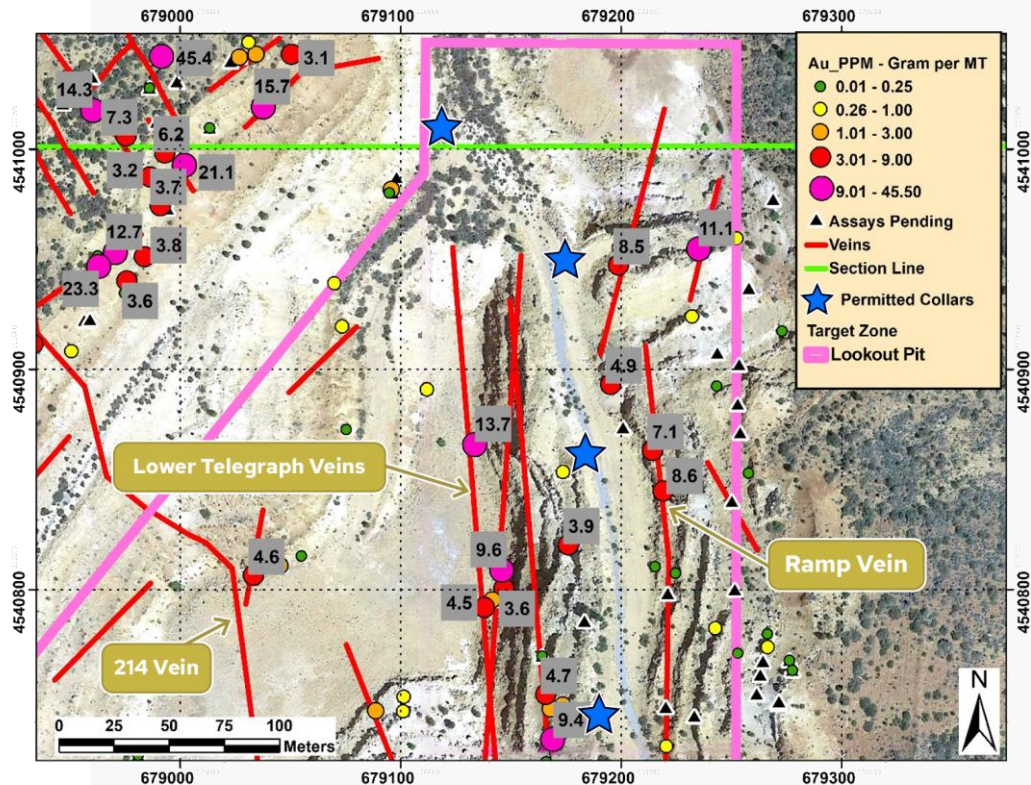 679000
679100
679200
679300
4541000
4540900
4540800
4541000
4540900
4540800
679000
679100
679200
679300
45.4
3.1
14.3
15.7
7.3
6.2
3.2
21.1
3.7
12.7
3.8
23.3
3.6
8.5
11.1
4.9
13.7
7.1
8.6
3.9
9.6
4.6
4.5
3.6
4.7
9.4
Lower Telegraph Veins
Ramp Vein
214 Vein
Au_PPM - Gram per MT
0.01 - 0.25
0.26 - 1.00
1.01 - 3.00
3.01 - 9.00
9.01 - 45.50
Assays Pending
Veins
Section Line
Permitted Collars
Target Zone
Lookout Pit
0 25 50 75 100
Meters
N